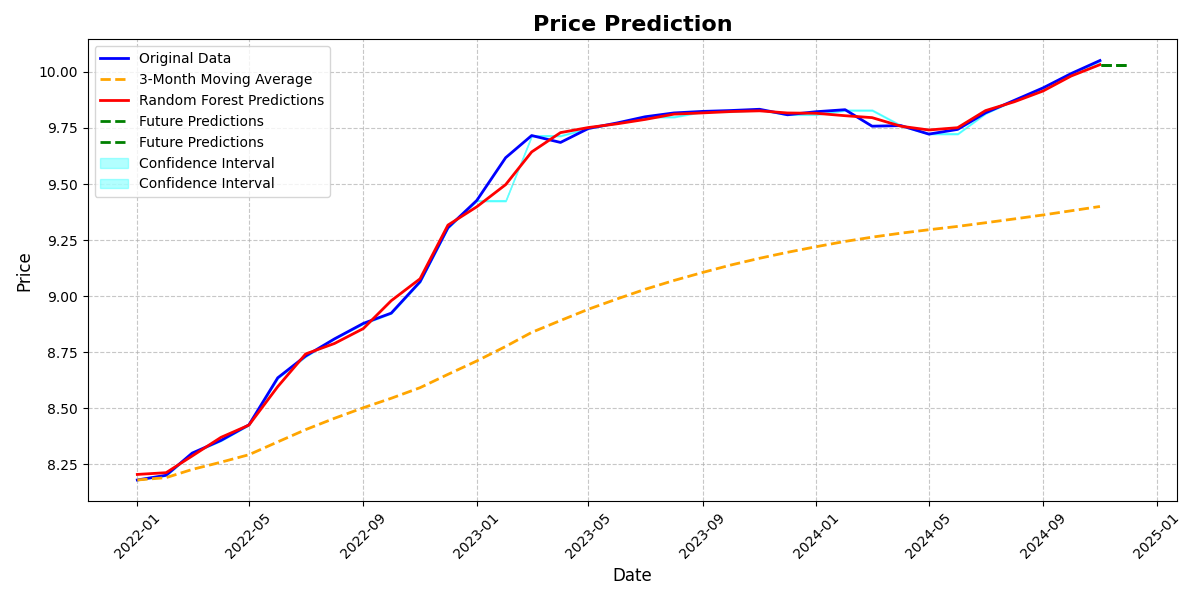 Price Prediction
Original Data
3-Month Moving Average
Random Forest Predictions
Future Predictions
Future Predictions
Confidence Interval
Confidence Interval
Price
10.00
9.75
9.50
9.25
9.00
8.75
8.50
8.25
2022-01
2022-05
2022-09
2023-01
2023-05
2023-09
2024-01
2024-05
2024-09
2025-01
Date